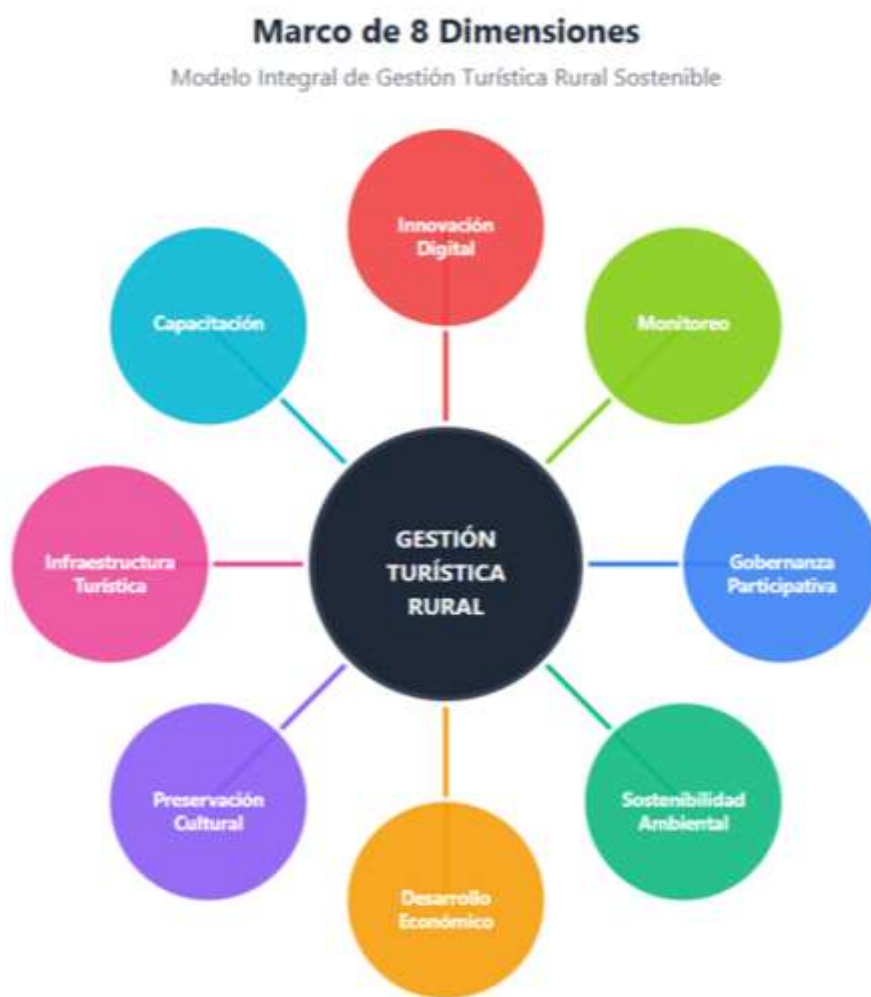 Marco de 8 Dimensiones
Modelo Integral de Gestión Turística Rural Sostenible
Innovación
Digital
Capacitación
Monitoreo
GESTIÓN
TURÍSTICA
RURAL
Infraestructura
Turística
Gobernanza
Participativa
Preservación
Cultural
Sostenibilidad
Ambiental
Desarrollo
Económico